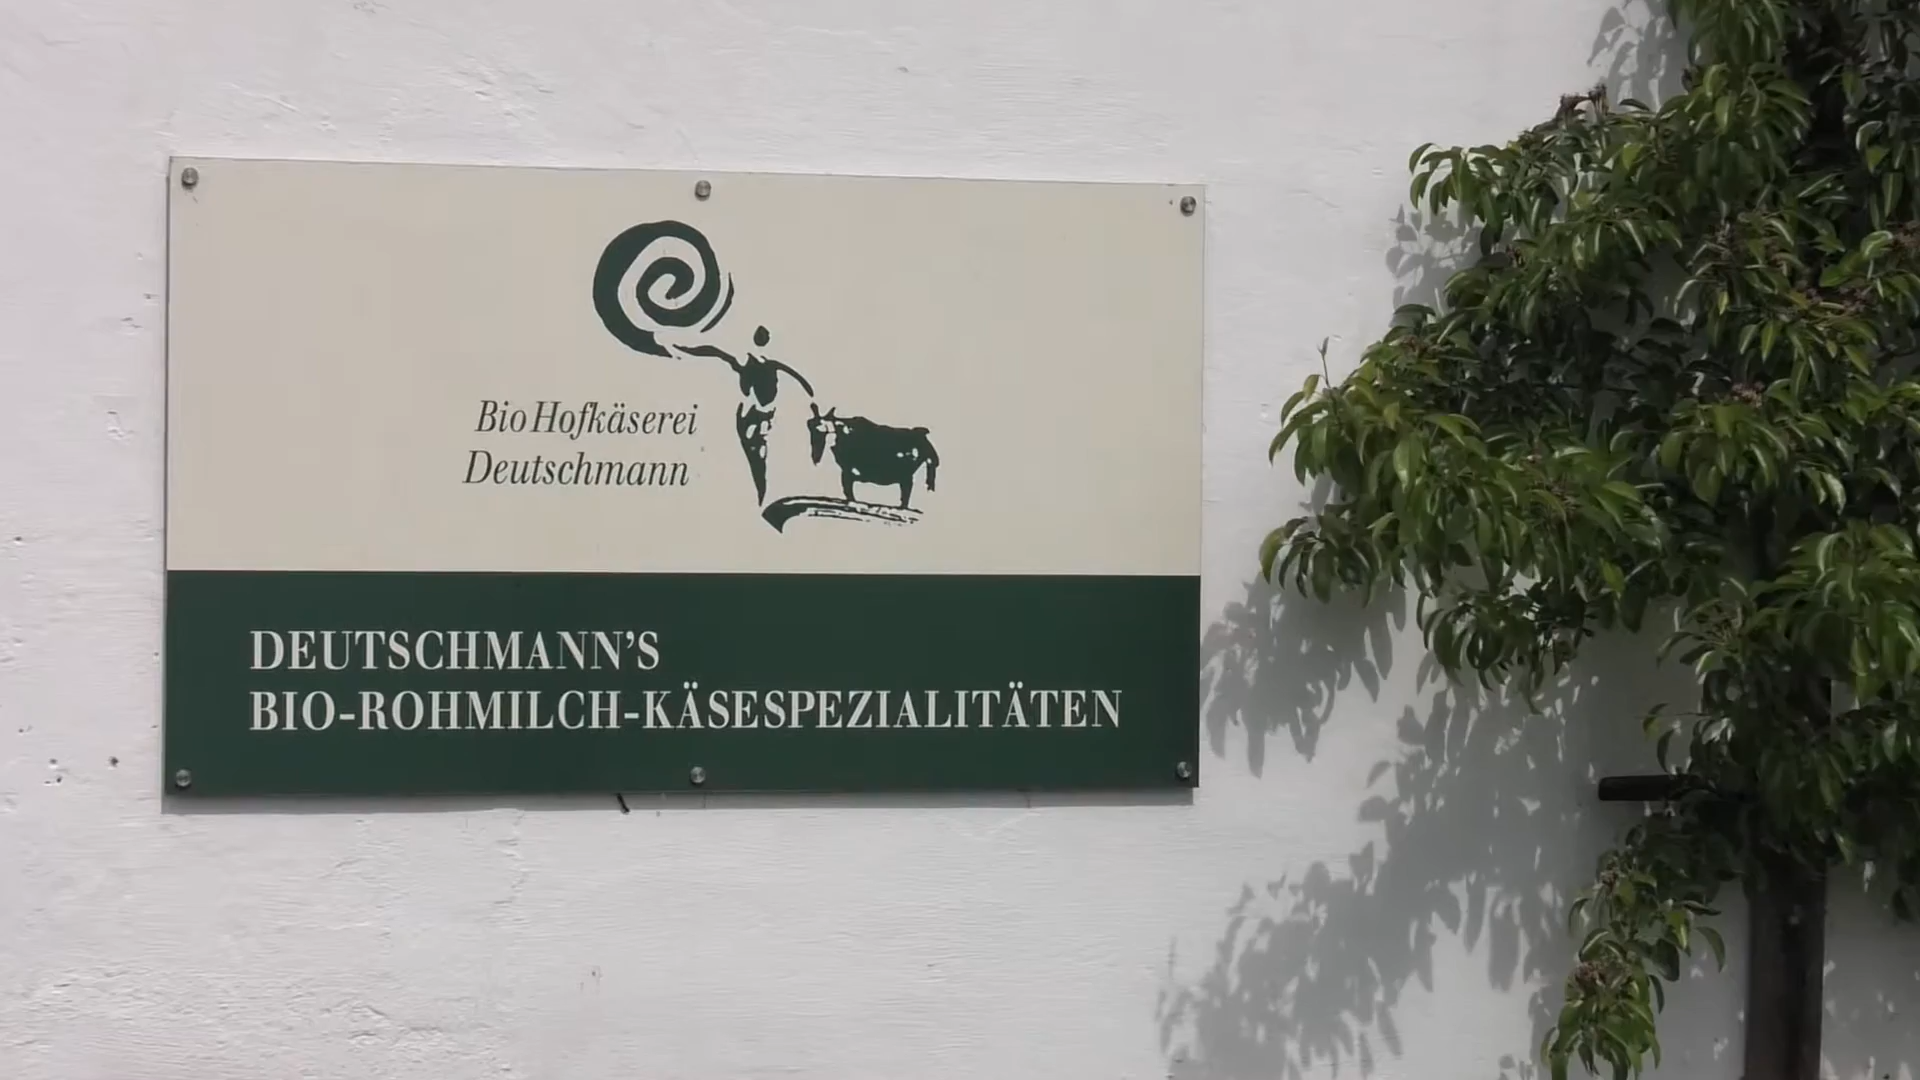 Bio Hofkäserei
Deutschmann
DEUTSCHMANN'S
BIO-ROHMILCH-KÄSESPEZIALITÄTEN